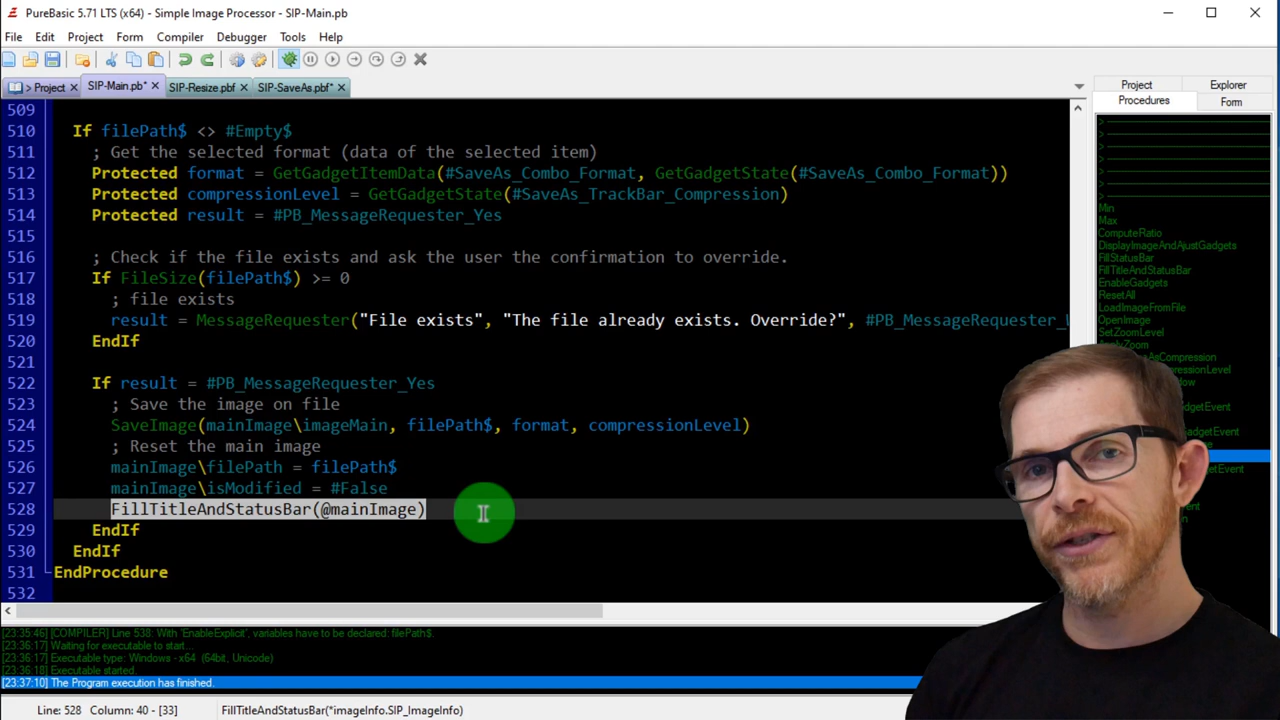 PureBasic 5.71 LTS (x64) - Simple Image Processor - SIP-Main.pb
File Edit Project Form Compiler Debugger Tools Help
> Project SIP-Main.pb* SIP-Resize.pbf SIP-SaveAs.pbf*
Project Explorer
Procedures Form
509
510 If filePath$ <> #Empty$
511 ; Get the selected format (data of the selected item)
512 Protected format = GetGadgetItemData(#SaveAs_Combo_Format, GetGadgetState(#SaveAs_Combo_Format))
513 Protected compressionLevel = GetGadgetState(#SaveAs_TrackBar_Compression)
514 Protected result = #PB_MessageRequester_Yes
515
516 ; Check if the file exists and ask the user the confirmation to override.
517 If FileSize(filePath$) >= 0
518 ; file exists
519 result = MessageRequester("File exists", "The file already exists. Override?", #PB_MessageRequester_
520 EndIf
521
522 If result = #PB_MessageRequester_Yes
523 ; Save the image on file
524 SaveImage(mainImage\imageMain, filePath$, format, compressionLevel)
525 ; Reset the main image
526 mainImage\filePath = filePath$
527 mainImage\isModified = #False
528 FillTitleAndStatusBar(@mainImage)
529 EndIf
530 EndIf
531 EndProcedure
532
Min
Max
ComputeRatio
DisplayImageAndAjustGadgets
FillStatusBar
FillTitleAndStatusBar
EnableGadgets
ResetAll
LoadImageFromFile
OpenImage
SetZoomLevel
ApplyZoom
AsCompression
ressionLevel
ndow
dgetEvent
GadgetEvent
GadgetEvent
[23:35:46] [COMPILER] Line 538: With 'EnableExplicit', variables have to be declared: filePath$.
[23:36:17] Waiting for executable to start...
[23:36:17] Executable type: Windows - x64 (64bit, Unicode)
[23:36:18] Executable started.
[23:37:10] The Program execution has finished.
Line: 528 Column: 40 - [33] FillTitleAndStatusBar(*imageInfo.SIP_ImageInfo)